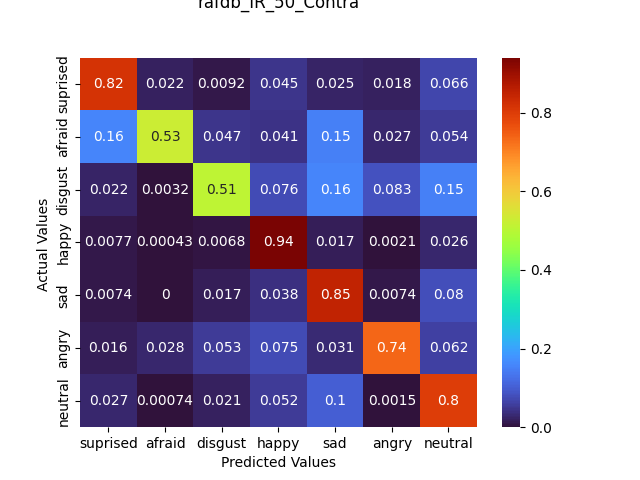 rafdb_IR_50_Contra
suprised 0.82 0.022 0.0092 0.045 0.025 0.018 0.066
afraid 0.16 0.53 0.047 0.041 0.15 0.027 0.054
disgust 0.022 0.0032 0.51 0.076 0.16 0.083 0.15
happy 0.0077 0.00043 0.0068 0.94 0.017 0.0021 0.026
sad 0.0074 0 0.017 0.038 0.85 0.0074 0.08
angry 0.016 0.028 0.053 0.075 0.031 0.74 0.062
neutral 0.027 0.00074 0.021 0.052 0.1 0.0015 0.8
suprised afraid disgust happy sad angry neutral
Predicted Values
Actual Values
0.8
0.6
0.4
0.2
0.0